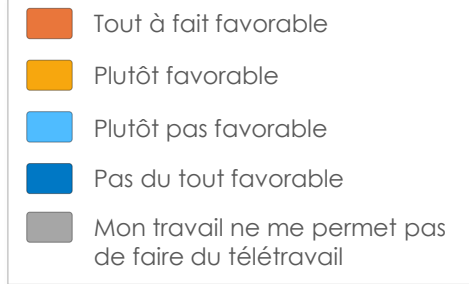 Tout à fait favorable
Plutôt favorable
Plutôt pas favorable
Pas du tout favorable
Mon travail ne me permet pas
de faire du télétravail